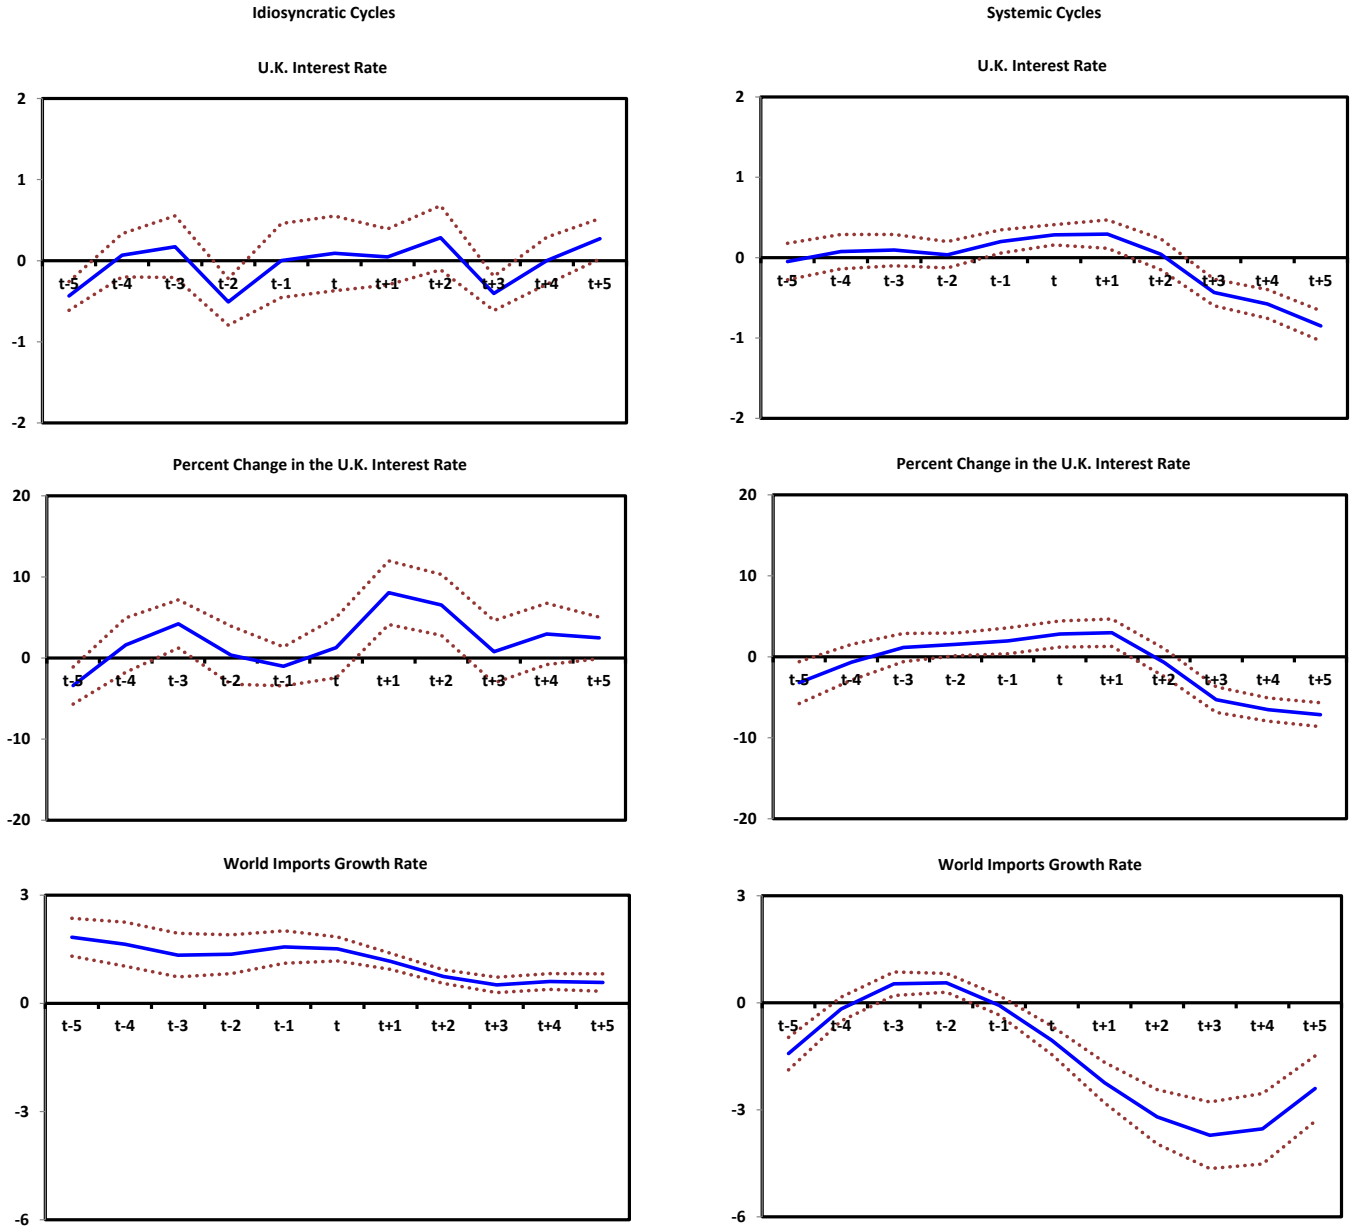 Idiosyncratic Cycles
Systemic Cycles
U.K. Interest Rate
2
1
0
-1
-2
t-5 t-4 t-3 t-2 t-1 t t+1 t+2 t+3 t+4 t+5
U.K. Interest Rate
2
1
0
-1
-2
t-5 t-4 t-3 t-2 t-1 t t+1 t+2 t+3 t+4 t+5
Percent Change in the U.K. Interest Rate
20
10
0
-10
-20
t-5 t-4 t-3 t-2 t-1 t t+1 t+2 t+3 t+4 t+5
Percent Change in the U.K. Interest Rate
20
10
0
-10
-20
t-5 t-4 t-3 t-2 t-1 t t+1 t+2 t+3 t+4 t+5
World Imports Growth Rate
3
0
-3
-6
t-5 t-4 t-3 t-2 t-1 t t+1 t+2 t+3 t+4 t+5
World Imports Growth Rate
3
0
-3
-6
t-5 t-4 t-3 t-2 t-1 t t+1 t+2 t+3 t+4 t+5